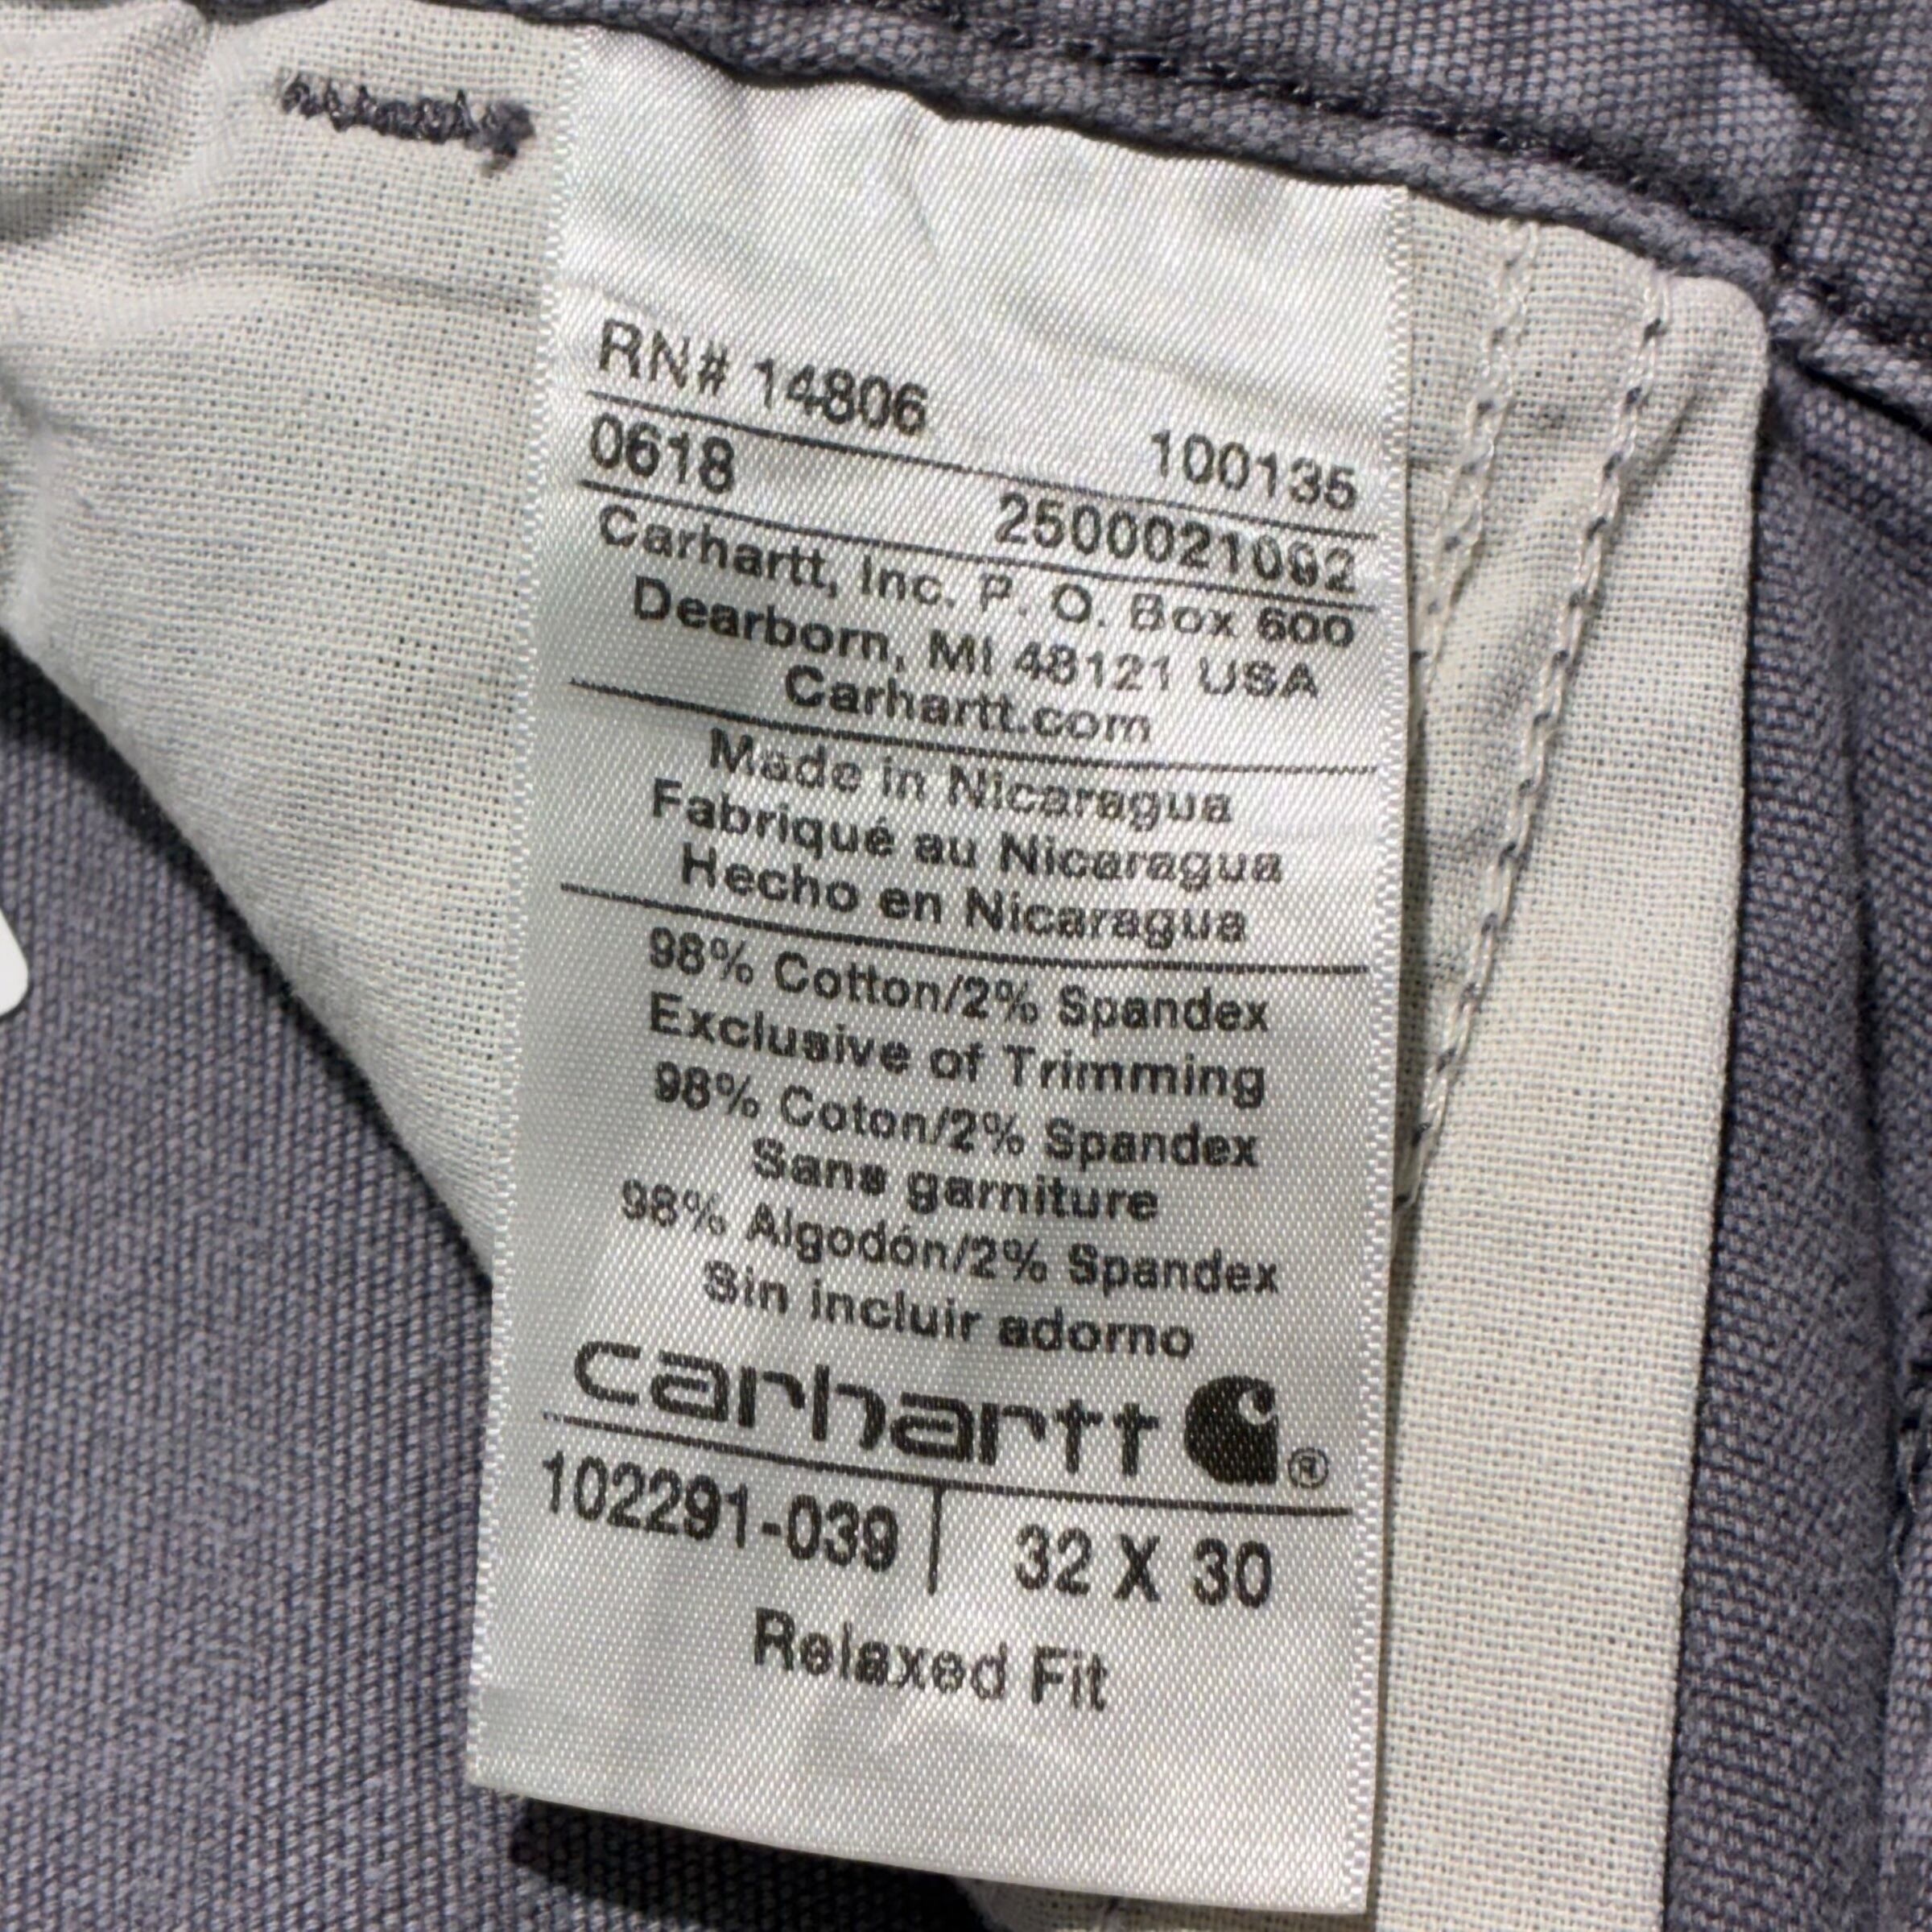 RN# 14806
100135
0618
2500021092
Carhartt, Inc. P. O. Box 600
Dearborn, MI 48121 USA
Carhartt.com
Made in Nicaragua
Fabriqué au Nicaragua
Hecho en Nicaragua
98% Cotton/2% Spandex
Exclusive of Trimming
98% Coton/2% Spandex
Sans garniture
98% Algodón/2% Spandex
Sin incluir adorno
carhartt ®
102291-039 | 32 X 30
Relaxed Fit